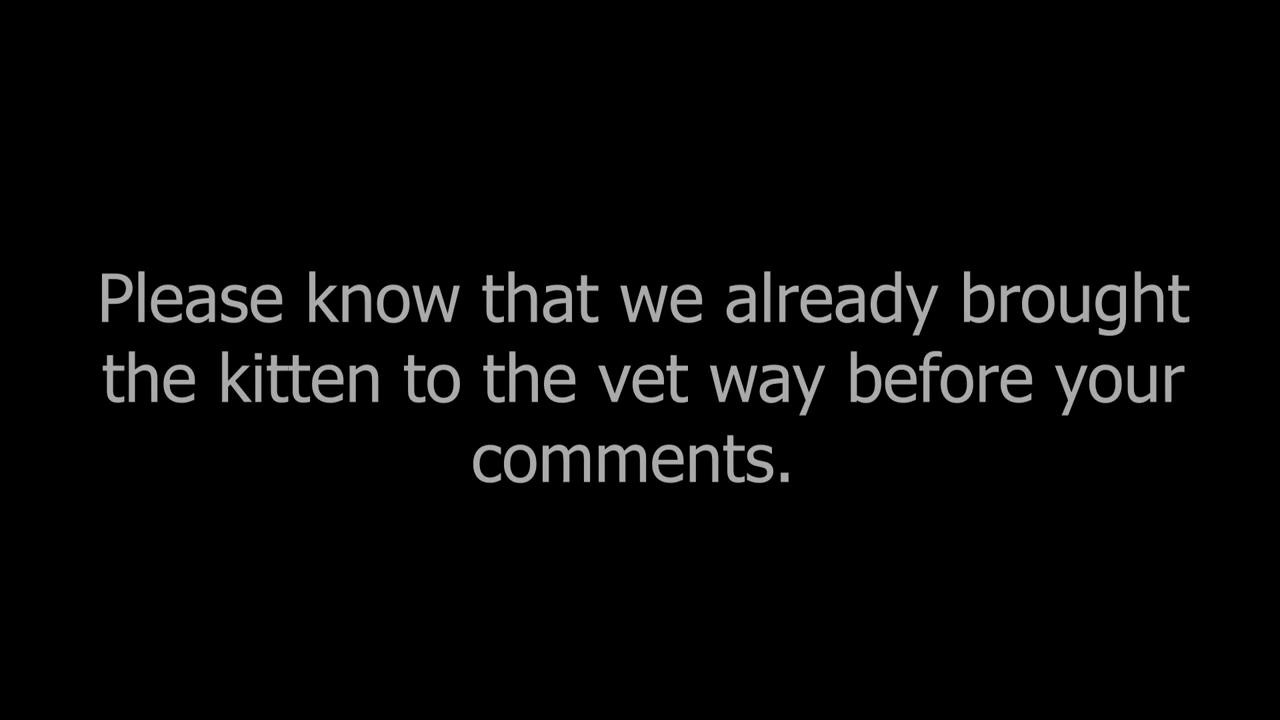 Please know that we already brought
the kitten to the vet way before your
comments.